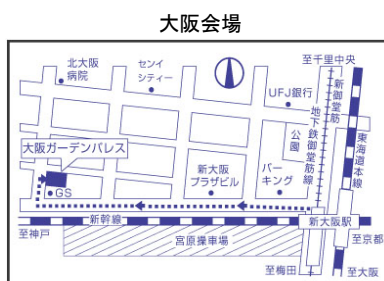 大阪会場
至千里中央
北大阪
病院
センイ
シティー
UFJ銀行
新御堂筋
地下鉄御堂筋線
東海道本線
公園
大阪ガーデンパレス
GS
新大阪
プラザビル
パー
キング
新幹線
新大阪駅
至神戸
宮原操車場
至京都
至梅田
至大阪